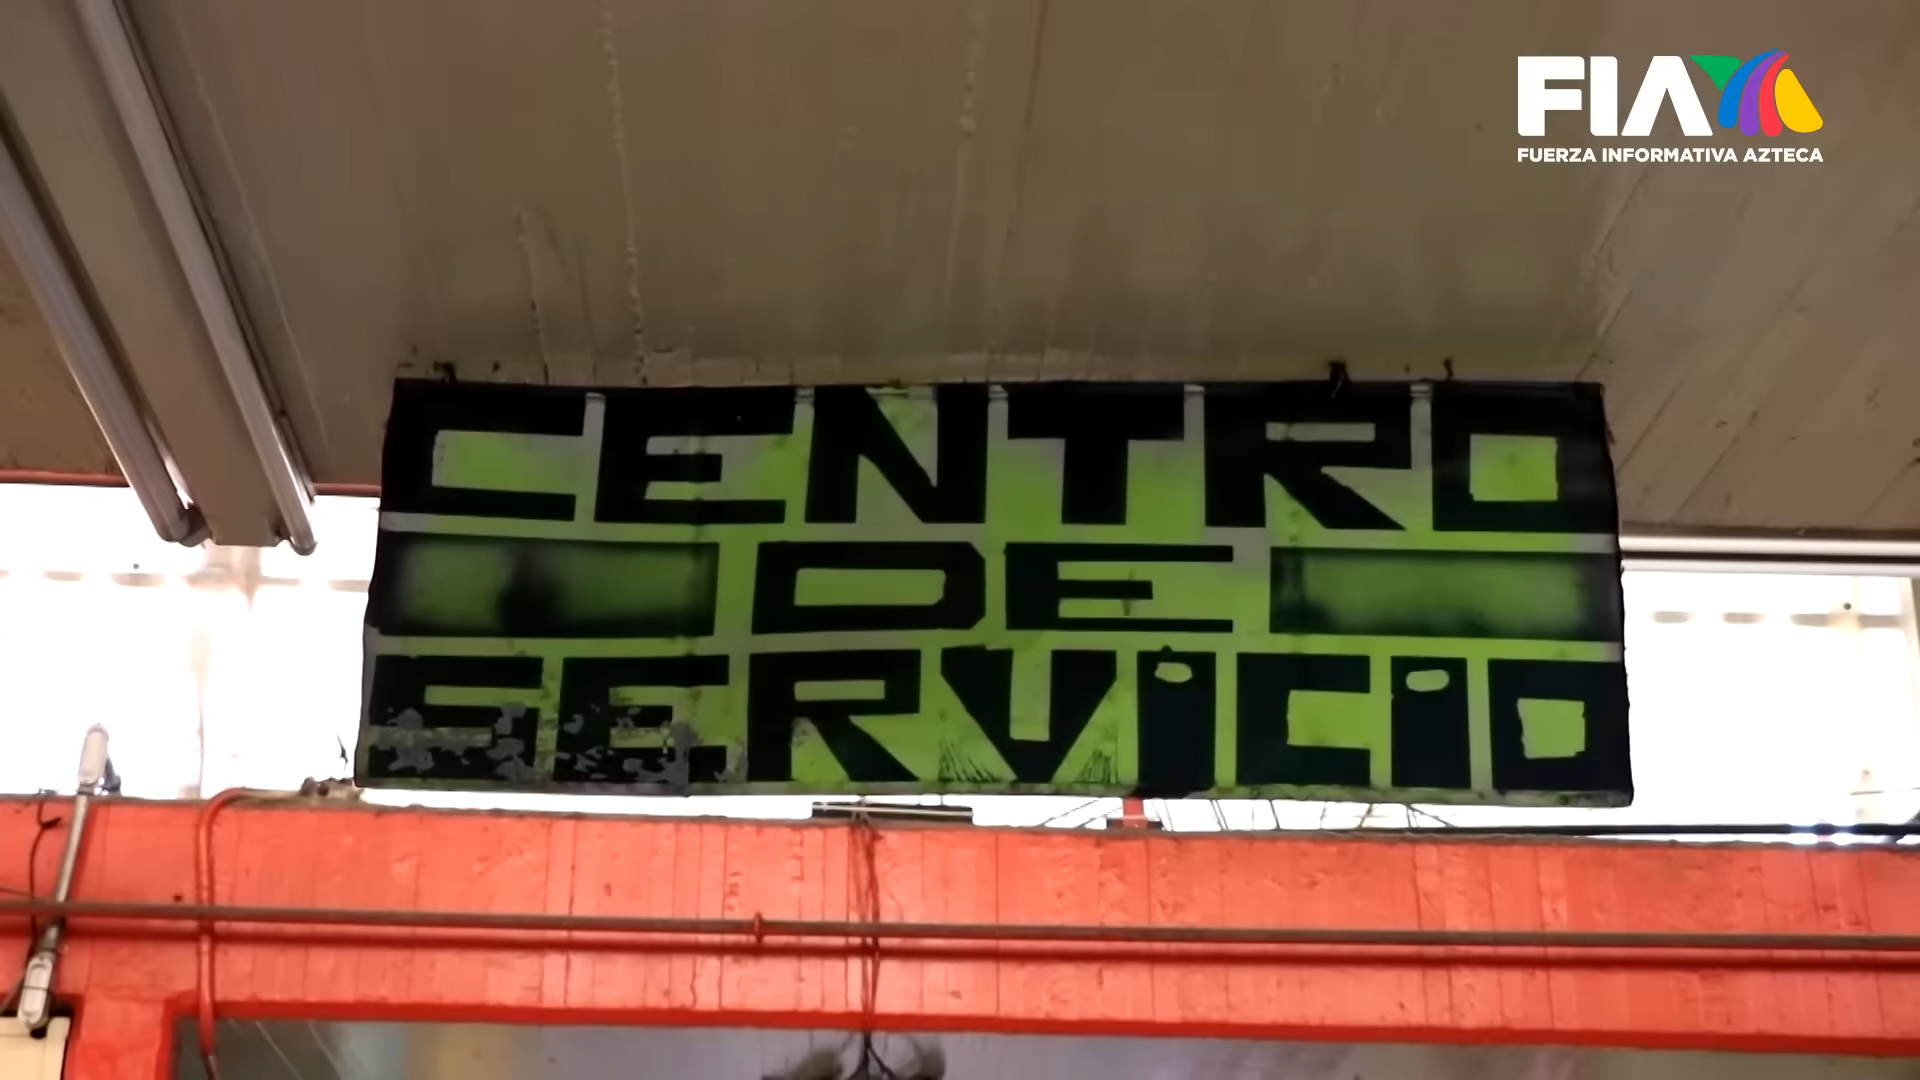 FIA
FUERZA INFORMATIVA AZTECA
CENTRO
DE
SERViCiO